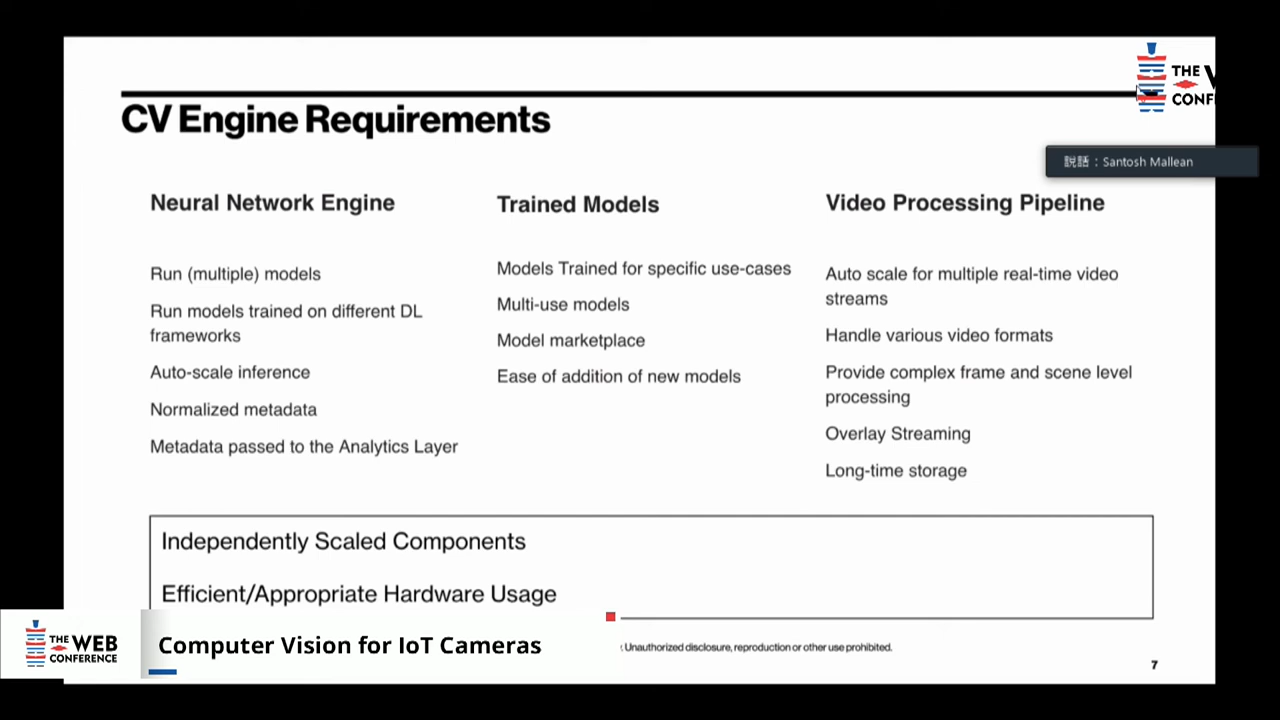 THE
CONF
CV Engine Requirements
說話：Santosh Mallean
Neural Network Engine
Run (multiple) models
Run models trained on different DL
frameworks
Auto-scale inference
Normalized metadata
Metadata passed to the Analytics Layer
Trained Models
Models Trained for specific use-cases
Multi-use models
Model marketplace
Ease of addition of new models
Video Processing Pipeline
Auto scale for multiple real-time video
streams
Handle various video formats
Provide complex frame and scene level
processing
Overlay Streaming
Long-time storage
Independently Scaled Components
Efficient/Appropriate Hardware Usage
THE WEB
CONFERENCE
Computer Vision for IoT Cameras
Unauthorized disclosure, reproduction or other use prohibited.
7